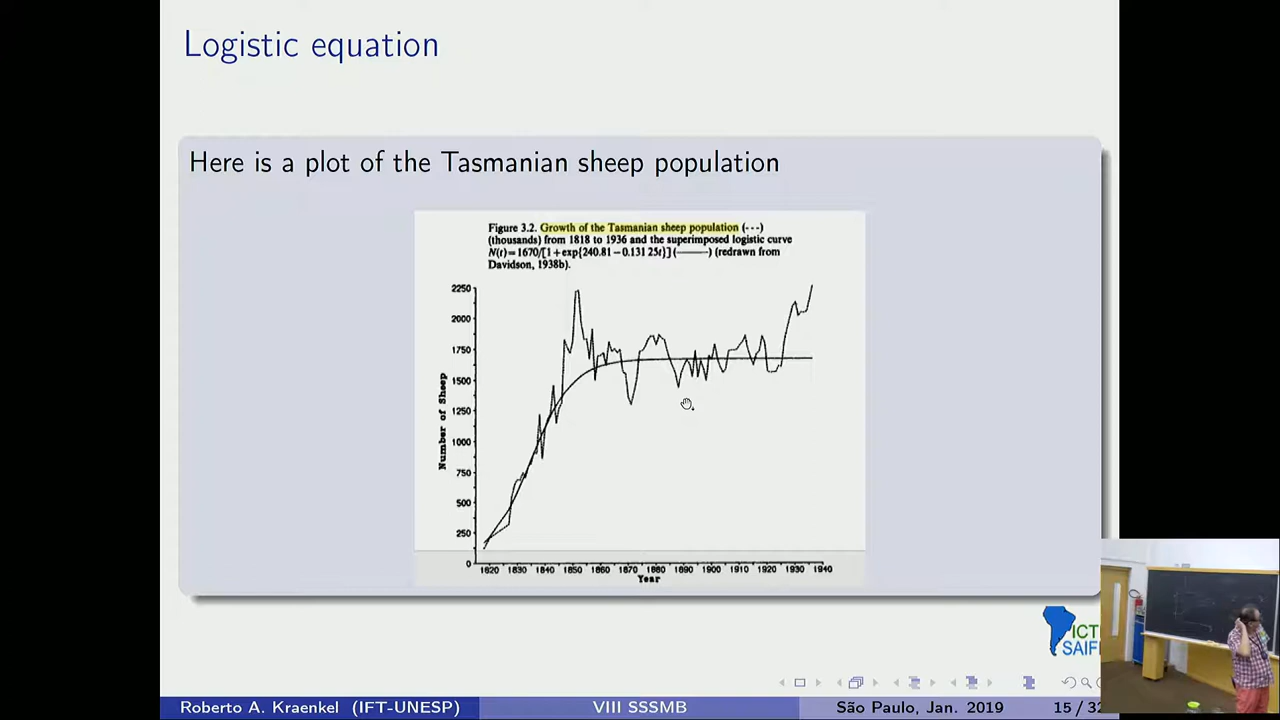 Logistic equation
Here is a plot of the Tasmanian sheep population
Figure 3.2. Growth of the Tasmanian sheep population (---)
(thousands) from 1818 to 1936 and the superimposed logistic curve
N(t)=1670/[1+exp{240.81-0.131 25t}] (———) (redrawn from
Davidson, 1938b).
2250
2000
1750
1500
1250
1000
750
500
250
0
Number of Sheep
1820 1830 1840 1850 1860 1870 1880 1890 1900 1910 1920 1930 1940
Year
SAIF
Roberto A. Kraenkel (IFT-UNESP) VIII SSSMB São Paulo, Jan. 2019 15 / 32